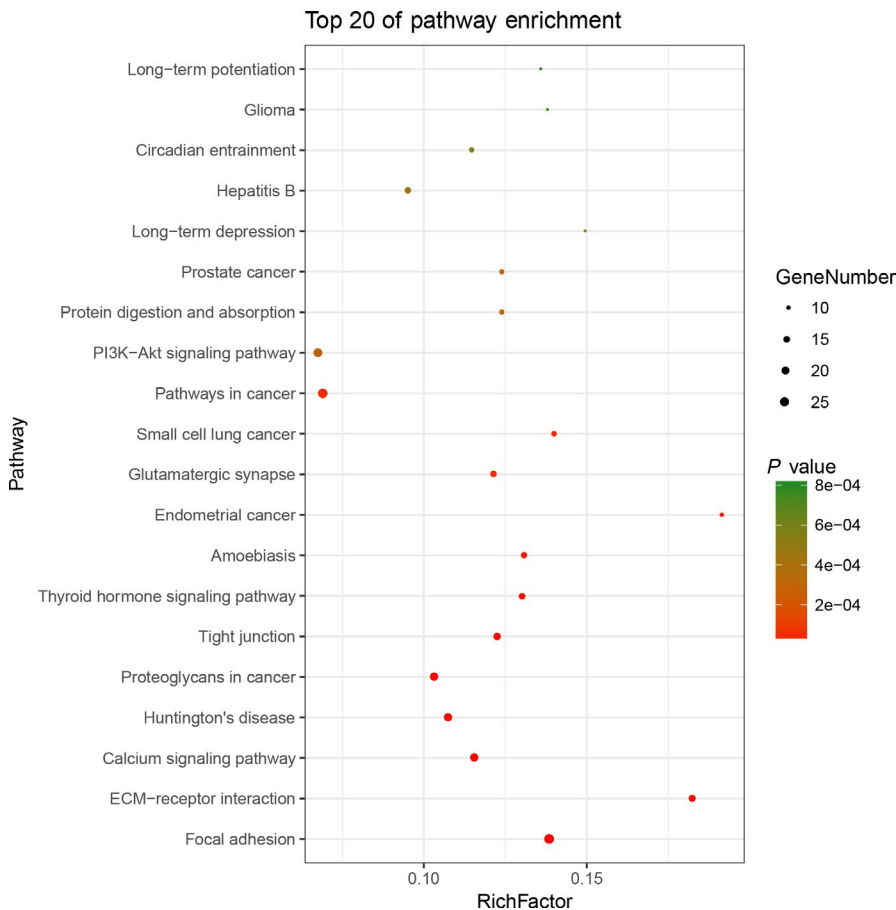 Top 20 of pathway enrichment
Pathway
Long−term potentiation
Glioma
Circadian entrainment
Hepatitis B
Long−term depression
Prostate cancer
Protein digestion and absorption
PI3K−Akt signaling pathway
Pathways in cancer
Small cell lung cancer
Glutamatergic synapse
Endometrial cancer
Amoebiasis
Thyroid hormone signaling pathway
Tight junction
Proteoglycans in cancer
Huntington's disease
Calcium signaling pathway
ECM−receptor interaction
Focal adhesion
0.10 0.15
RichFactor
GeneNumber
10
15
20
25
P value
8e−04
6e−04
4e−04
2e−04